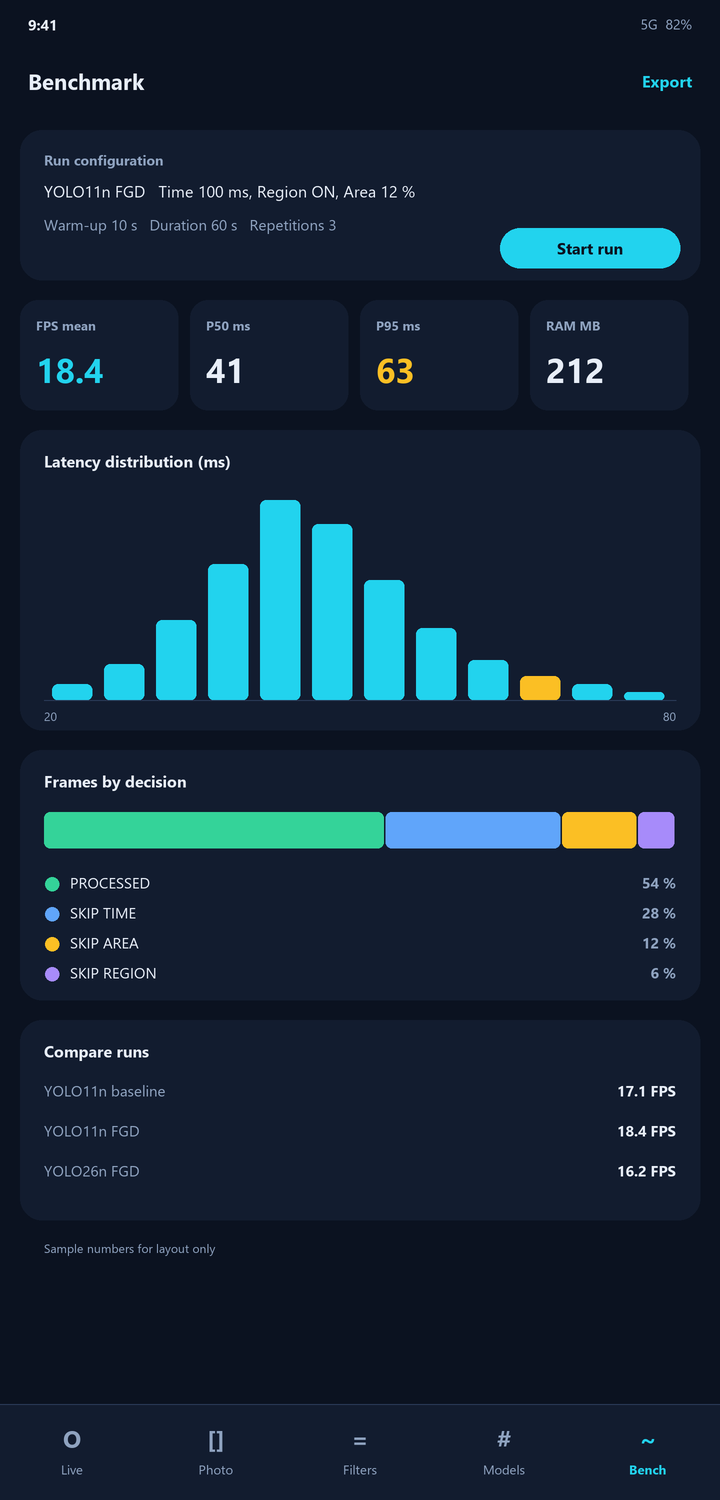 9:41
5G 82%
Benchmark
Export
Run configuration
YOLO11n FGD Time 100 ms, Region ON, Area 12 %
Warm-up 10 s Duration 60 s Repetitions 3
Start run
FPS mean
18.4
P50 ms
41
P95 ms
63
RAM MB
212
Latency distribution (ms)
20
80
Frames by decision
PROCESSED 54 %
SKIP TIME 28 %
SKIP AREA 12 %
SKIP REGION 6 %
Compare runs
YOLO11n baseline 17.1 FPS
YOLO11n FGD 18.4 FPS
YOLO26n FGD 16.2 FPS
Sample numbers for layout only
O
Live
[]
Photo
=
Filters
#
Models
~
Bench